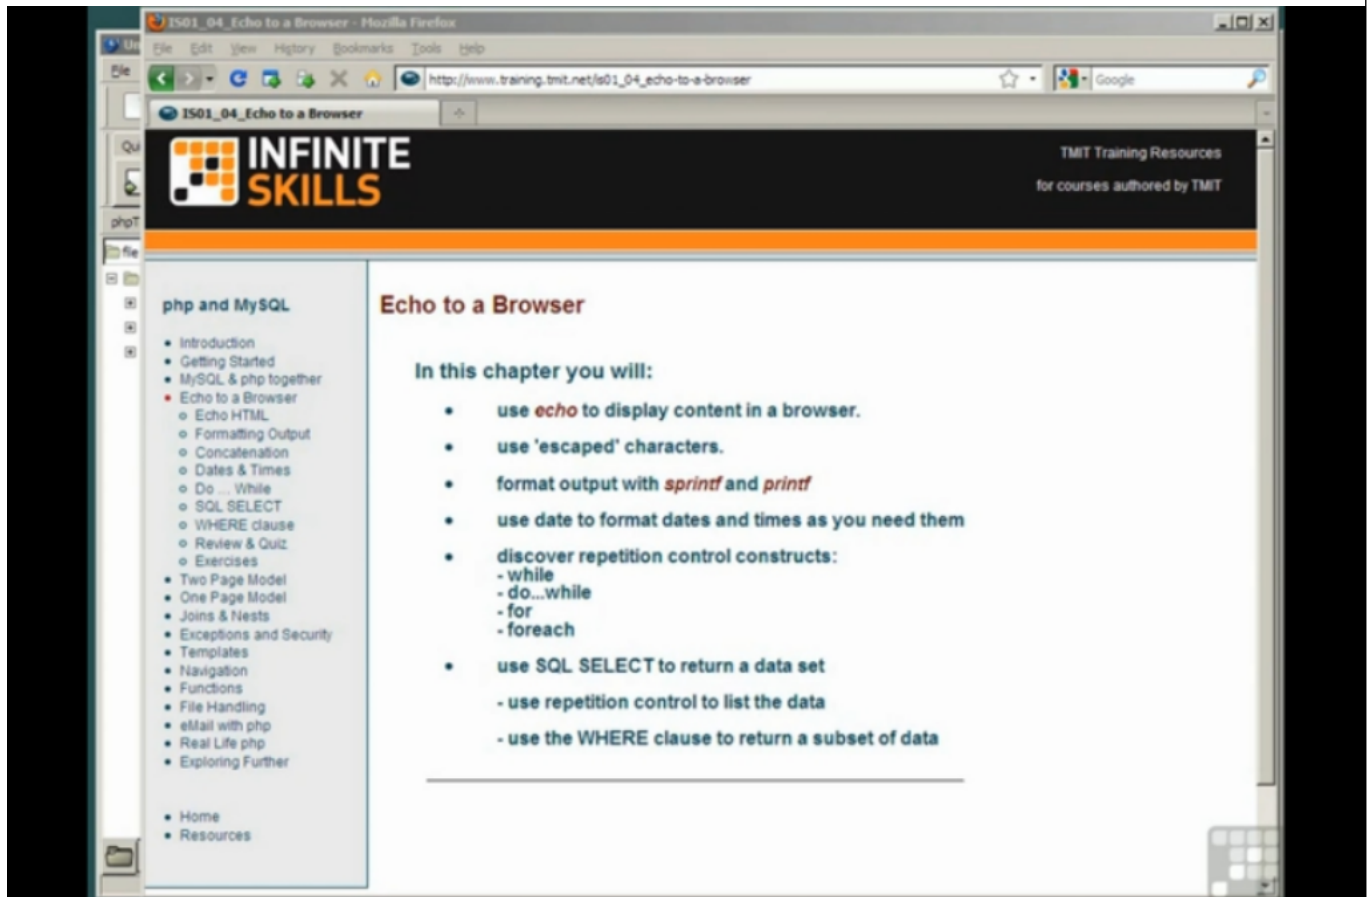 IS01_04_Echo to a Browser - Mozilla Firefox
File Edit View History Bookmarks Tools Help
File
http://www.training.tmit.net/is01_04_echo-to-a-browser
Google
IS01_04_Echo to a Browser
INFINITE
SKILLS
TMIT Training Resources
for courses authored by TMIT
phpT
file
php and MySQL
• Introduction
• Getting Started
• MySQL & php together
• Echo to a Browser
o Echo HTML
o Formatting Output
o Concatenation
o Dates & Times
o Do ... While
o SQL SELECT
o WHERE clause
o Review & Quiz
o Exercises
• Two Page Model
• One Page Model
• Joins & Nests
• Exceptions and Security
• Templates
• Navigation
• Functions
• File Handling
• eMail with php
• Real Life php
• Exploring Further
• Home
• Resources
Echo to a Browser
In this chapter you will:
• use echo to display content in a browser.
• use 'escaped' characters.
• format output with sprintf and printf
• use date to format dates and times as you need them
• discover repetition control constructs:
- while
- do...while
- for
- foreach
• use SQL SELECT to return a data set
- use repetition control to list the data
- use the WHERE clause to return a subset of data